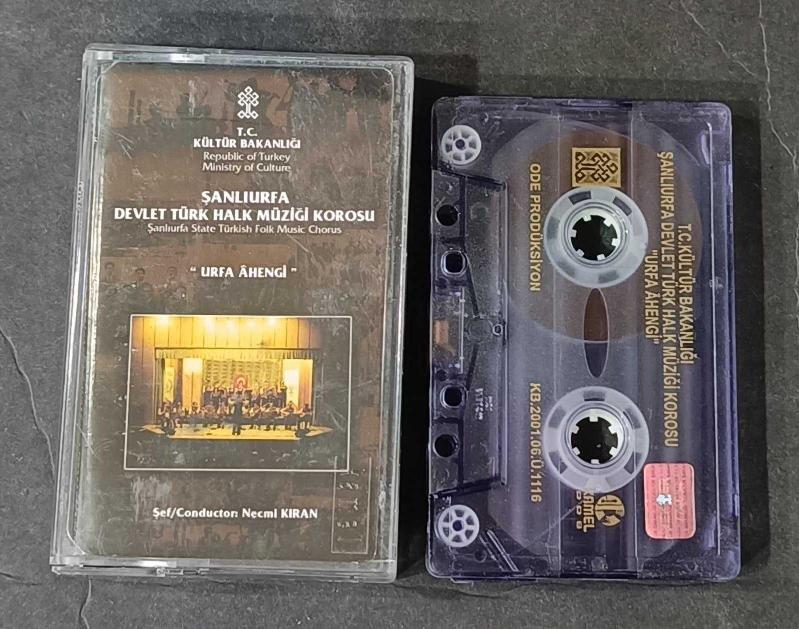 T.C.
KÜLTÜR BAKANLIĞI
Republic of Turkey
Ministry of Culture
ŞANLIURFA
DEVLET TÜRK HALK MÜZİĞİ KOROSU
Şanlıurfa State Türkish Folk Music Chorus
" URFA ÂHENGİ "
Şef/Conductor: Necmi KIRAN
T.C.KÜLTÜR BAKANLIĞI
ŞANLIURFA DEVLET TÜRK HALK MÜZİĞİ KOROSU
"URFA ÂHENGİ"
ODE PRODÜKSİYON
KB.2001.06.Ü.1116